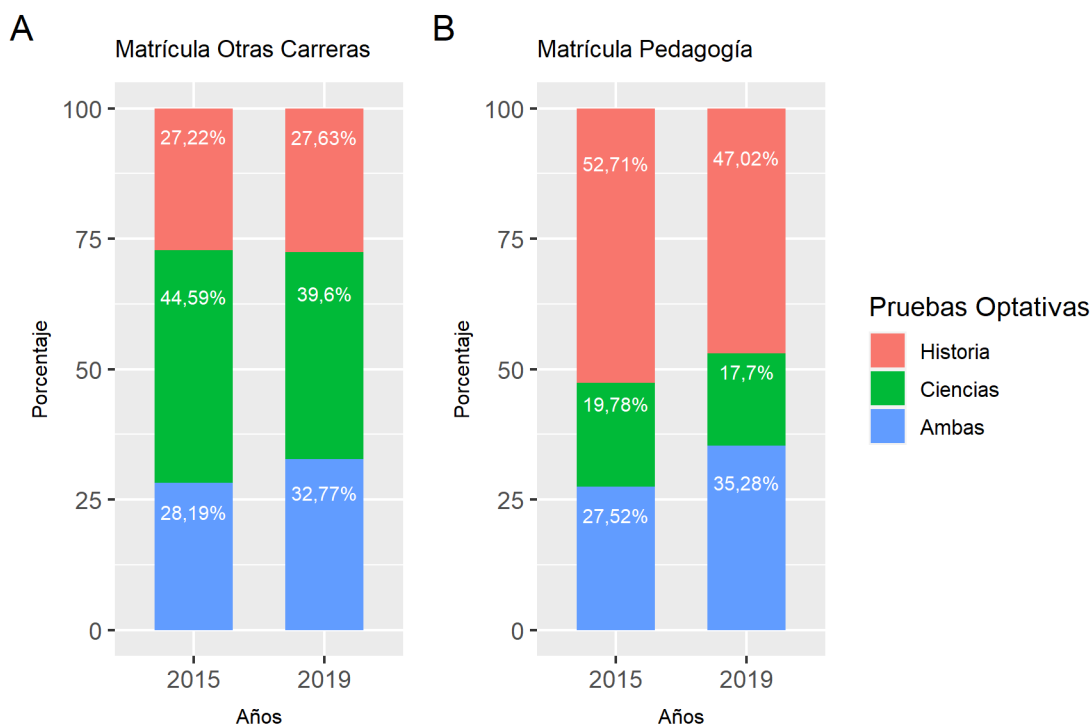 A
Matrícula Otras Carreras
100
75
50
25
0
Porcentaje
27,22%
27,63%
44,59%
39,6%
28,19%
32,77%
2015
2019
Años
B
Matrícula Pedagogía
100
75
50
25
0
Porcentaje
52,71%
47,02%
19,78%
17,7%
27,52%
35,28%
2015
2019
Años
Pruebas Optativas
Historia
Ciencias
Ambas